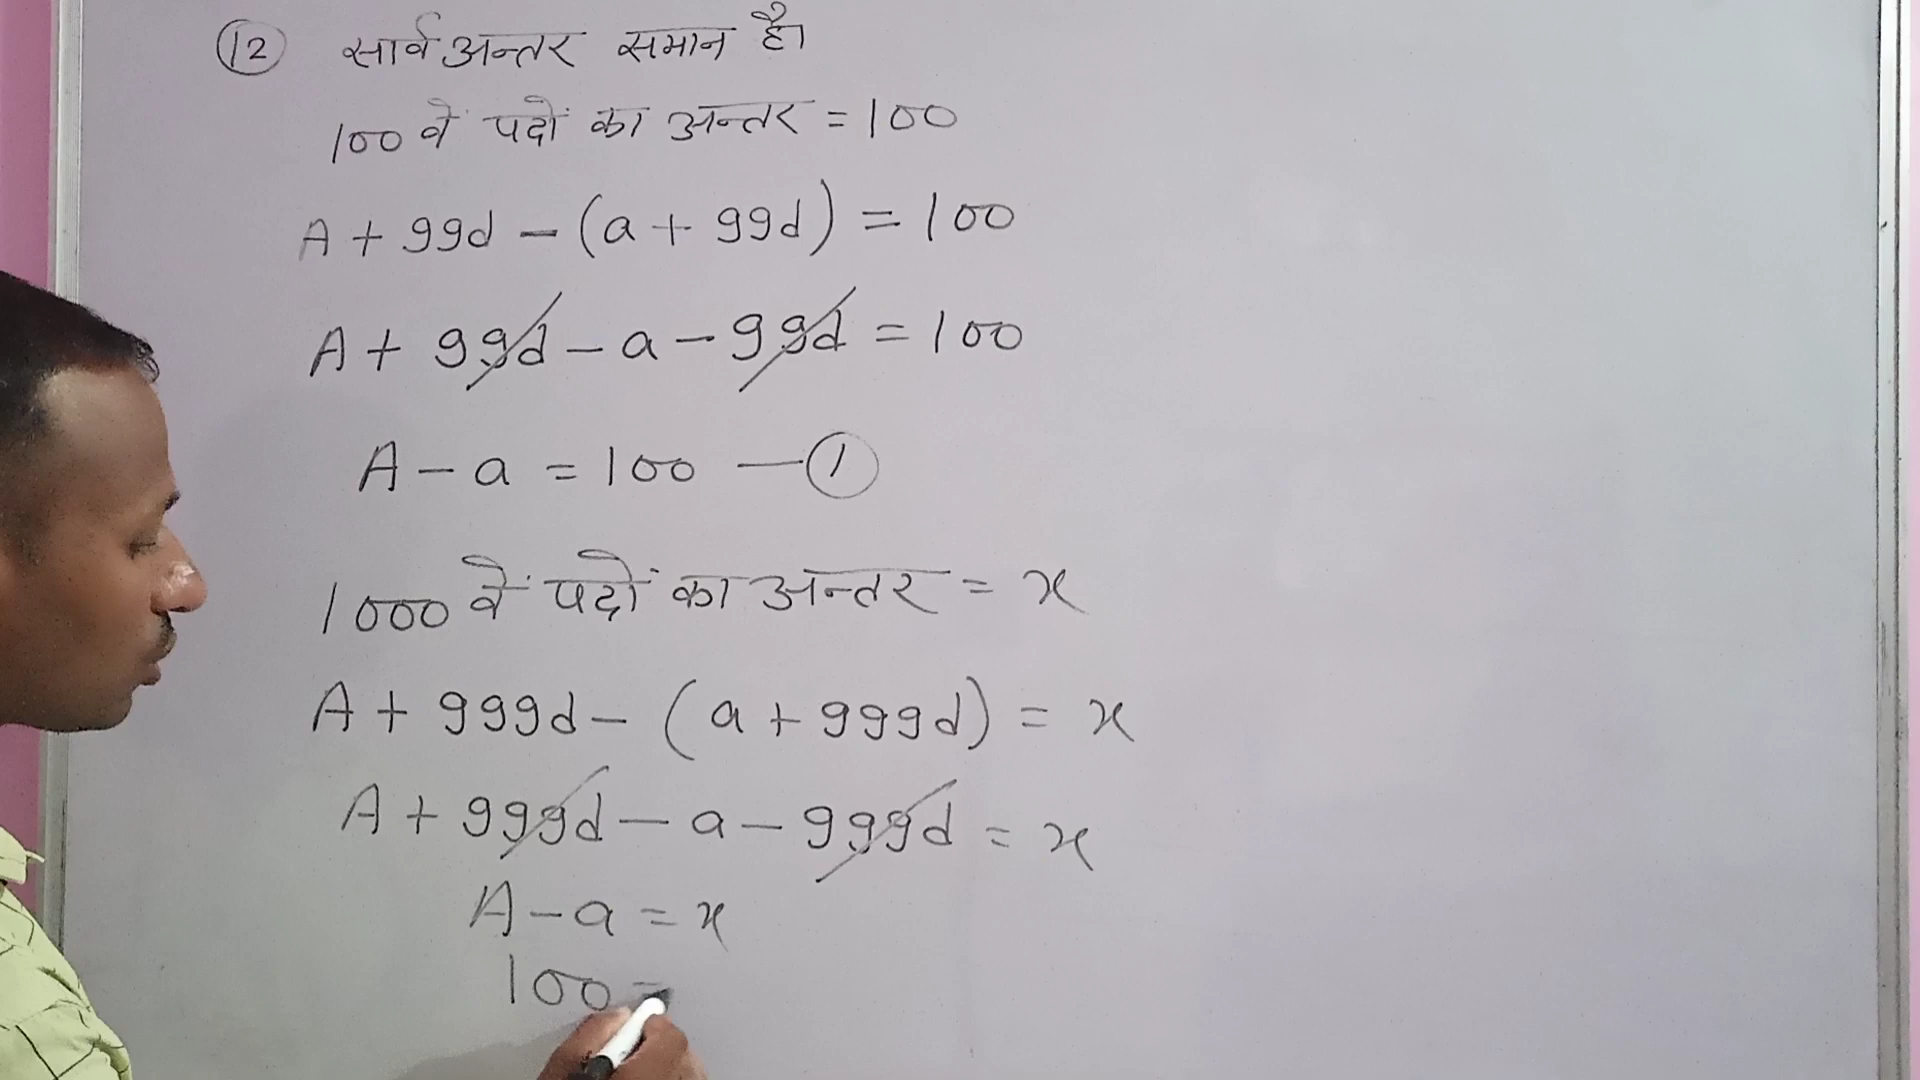 ⑫ सार्व अन्तर समान है।
100 वें पदों का अन्तर = 100
A + 99d - (a + 99d) = 100
A + 99d - a - 99d = 100
A - a = 100 — ①
1000 वें पदों का अन्तर = x
A + 999d - (a + 999d) = x
A + 999d - a - 999d = x
A - a = x
100 =